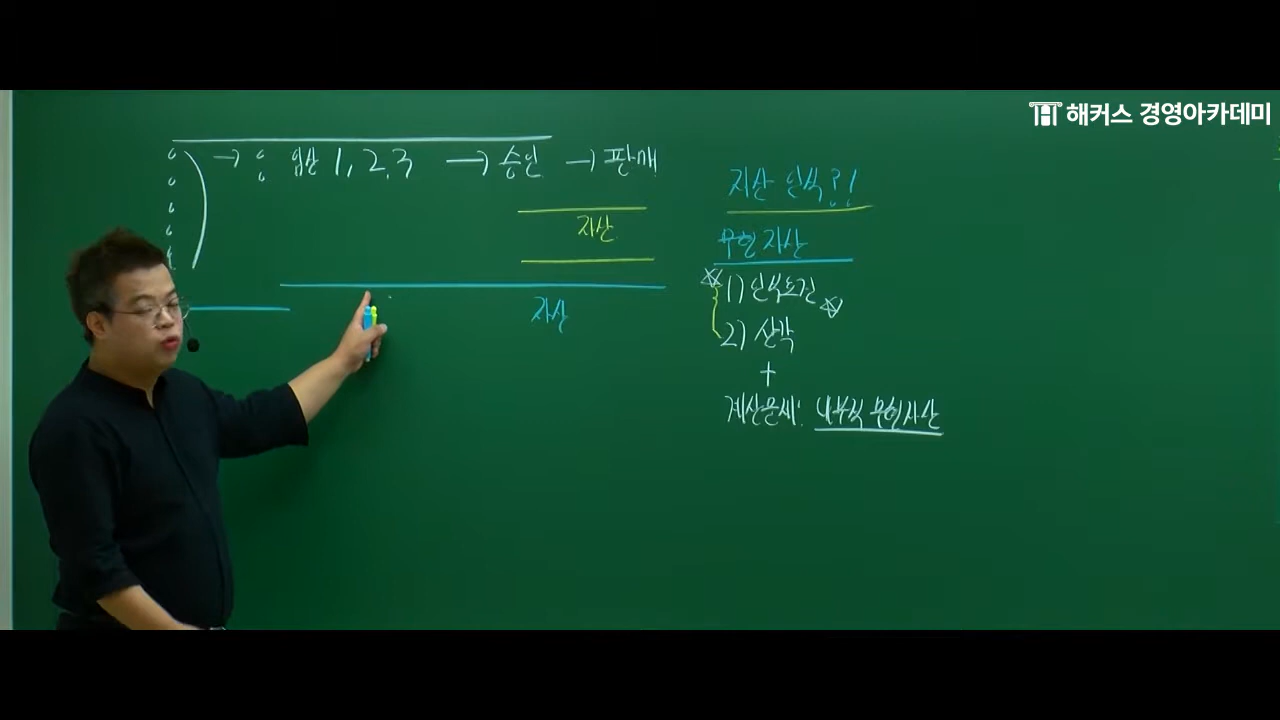 해커스 경영아카데미
→ 임상 1, 2, 3 → 승인 → 판매
자산
자산
자산 인식?!
무형자산
1) 인식요건
2) 상각
+
계산문제: 내부적 무형자산